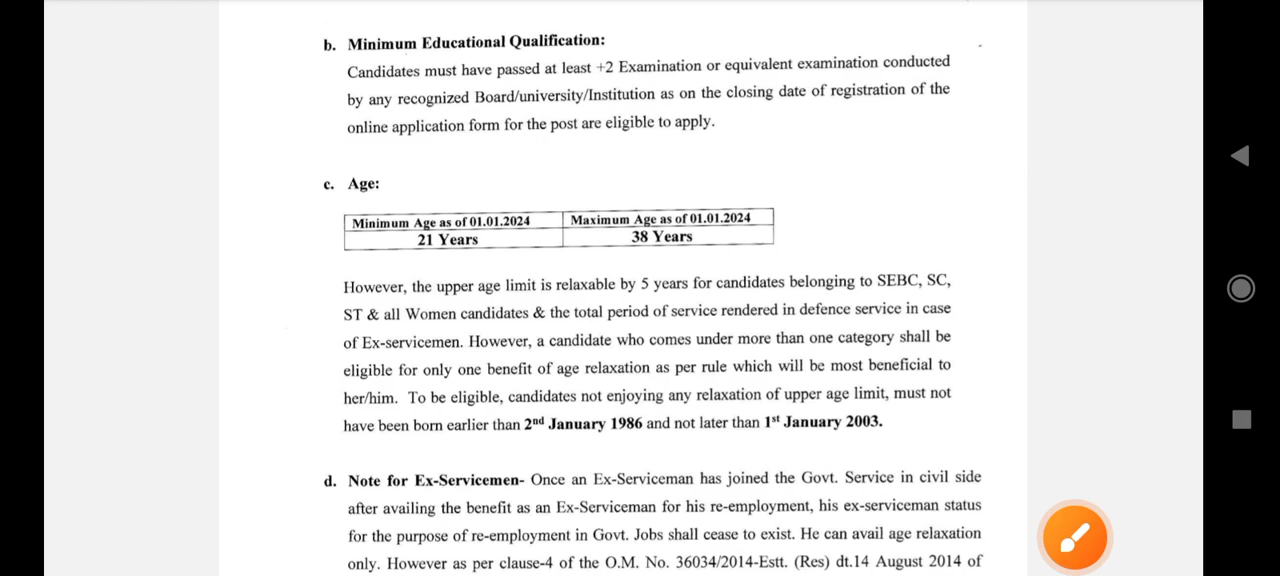 b. Minimum Educational Qualification:
Candidates must have passed at least +2 Examination or equivalent examination conducted
by any recognized Board/university/Institution as on the closing date of registration of the
online application form for the post are eligible to apply.
c. Age:
Minimum Age as of 01.01.2024 Maximum Age as of 01.01.2024
21 Years 38 Years
However, the upper age limit is relaxable by 5 years for candidates belonging to SEBC, SC,
ST & all Women candidates & the total period of service rendered in defence service in case
of Ex-servicemen. However, a candidate who comes under more than one category shall be
eligible for only one benefit of age relaxation as per rule which will be most beneficial to
her/him. To be eligible, candidates not enjoying any relaxation of upper age limit, must not
have been born earlier than 2nd January 1986 and not later than 1st January 2003.
d. Note for Ex-Servicemen- Once an Ex-Serviceman has joined the Govt. Service in civil side
after availing the benefit as an Ex-Serviceman for his re-employment, his ex-serviceman status
for the purpose of re-employment in Govt. Jobs shall cease to exist. He can avail age relaxation
only. However as per clause-4 of the O.M. No. 36034/2014-Estt. (Res) dt.14 August 2014 of